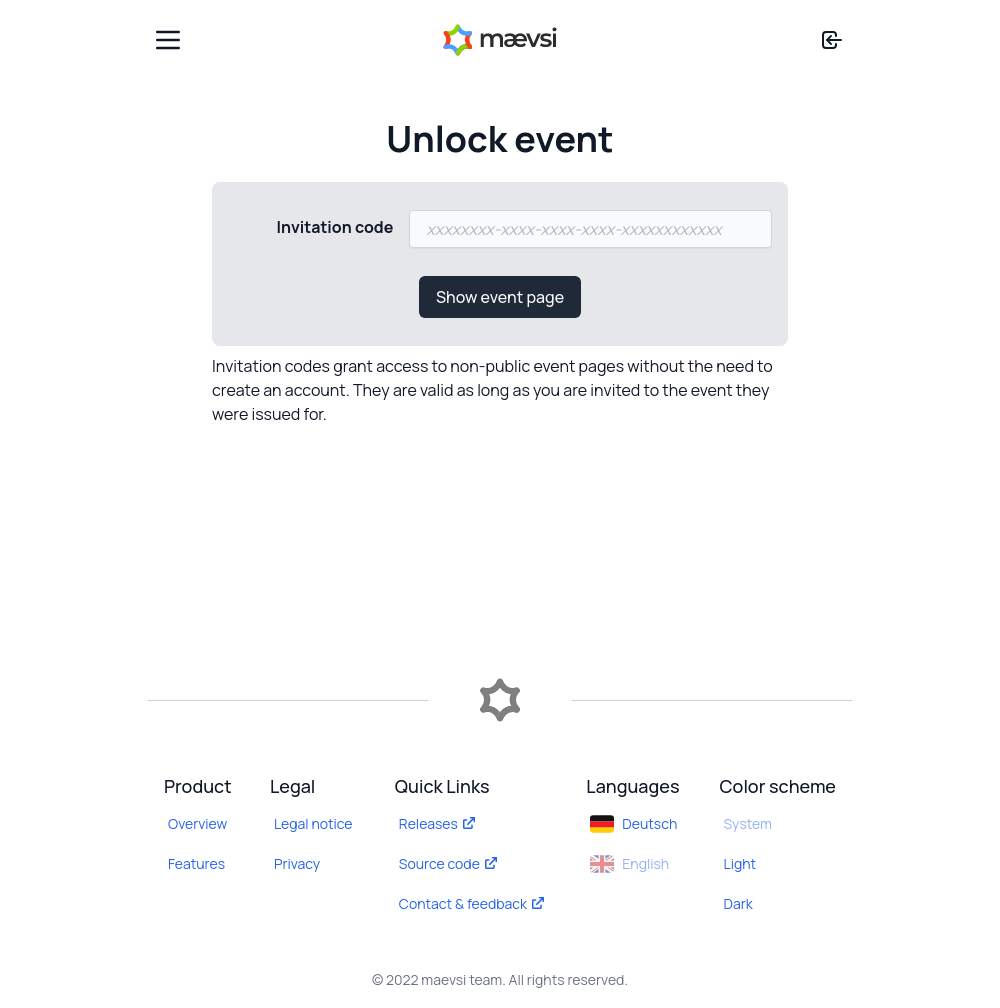 mævsi
Unlock event
Invitation code
xxxxxxxx-xxxx-xxxx-xxxx-xxxxxxxxxxxx
Show event page
Invitation codes grant access to non-public event pages without the need to
create an account. They are valid as long as you are invited to the event they
were issued for.
Product
Overview
Features
Legal
Legal notice
Privacy
Quick Links
Releases
Source code
Contact & feedback
Languages
Deutsch
English
Color scheme
System
Light
Dark
© 2022 maevsi team. All rights reserved.